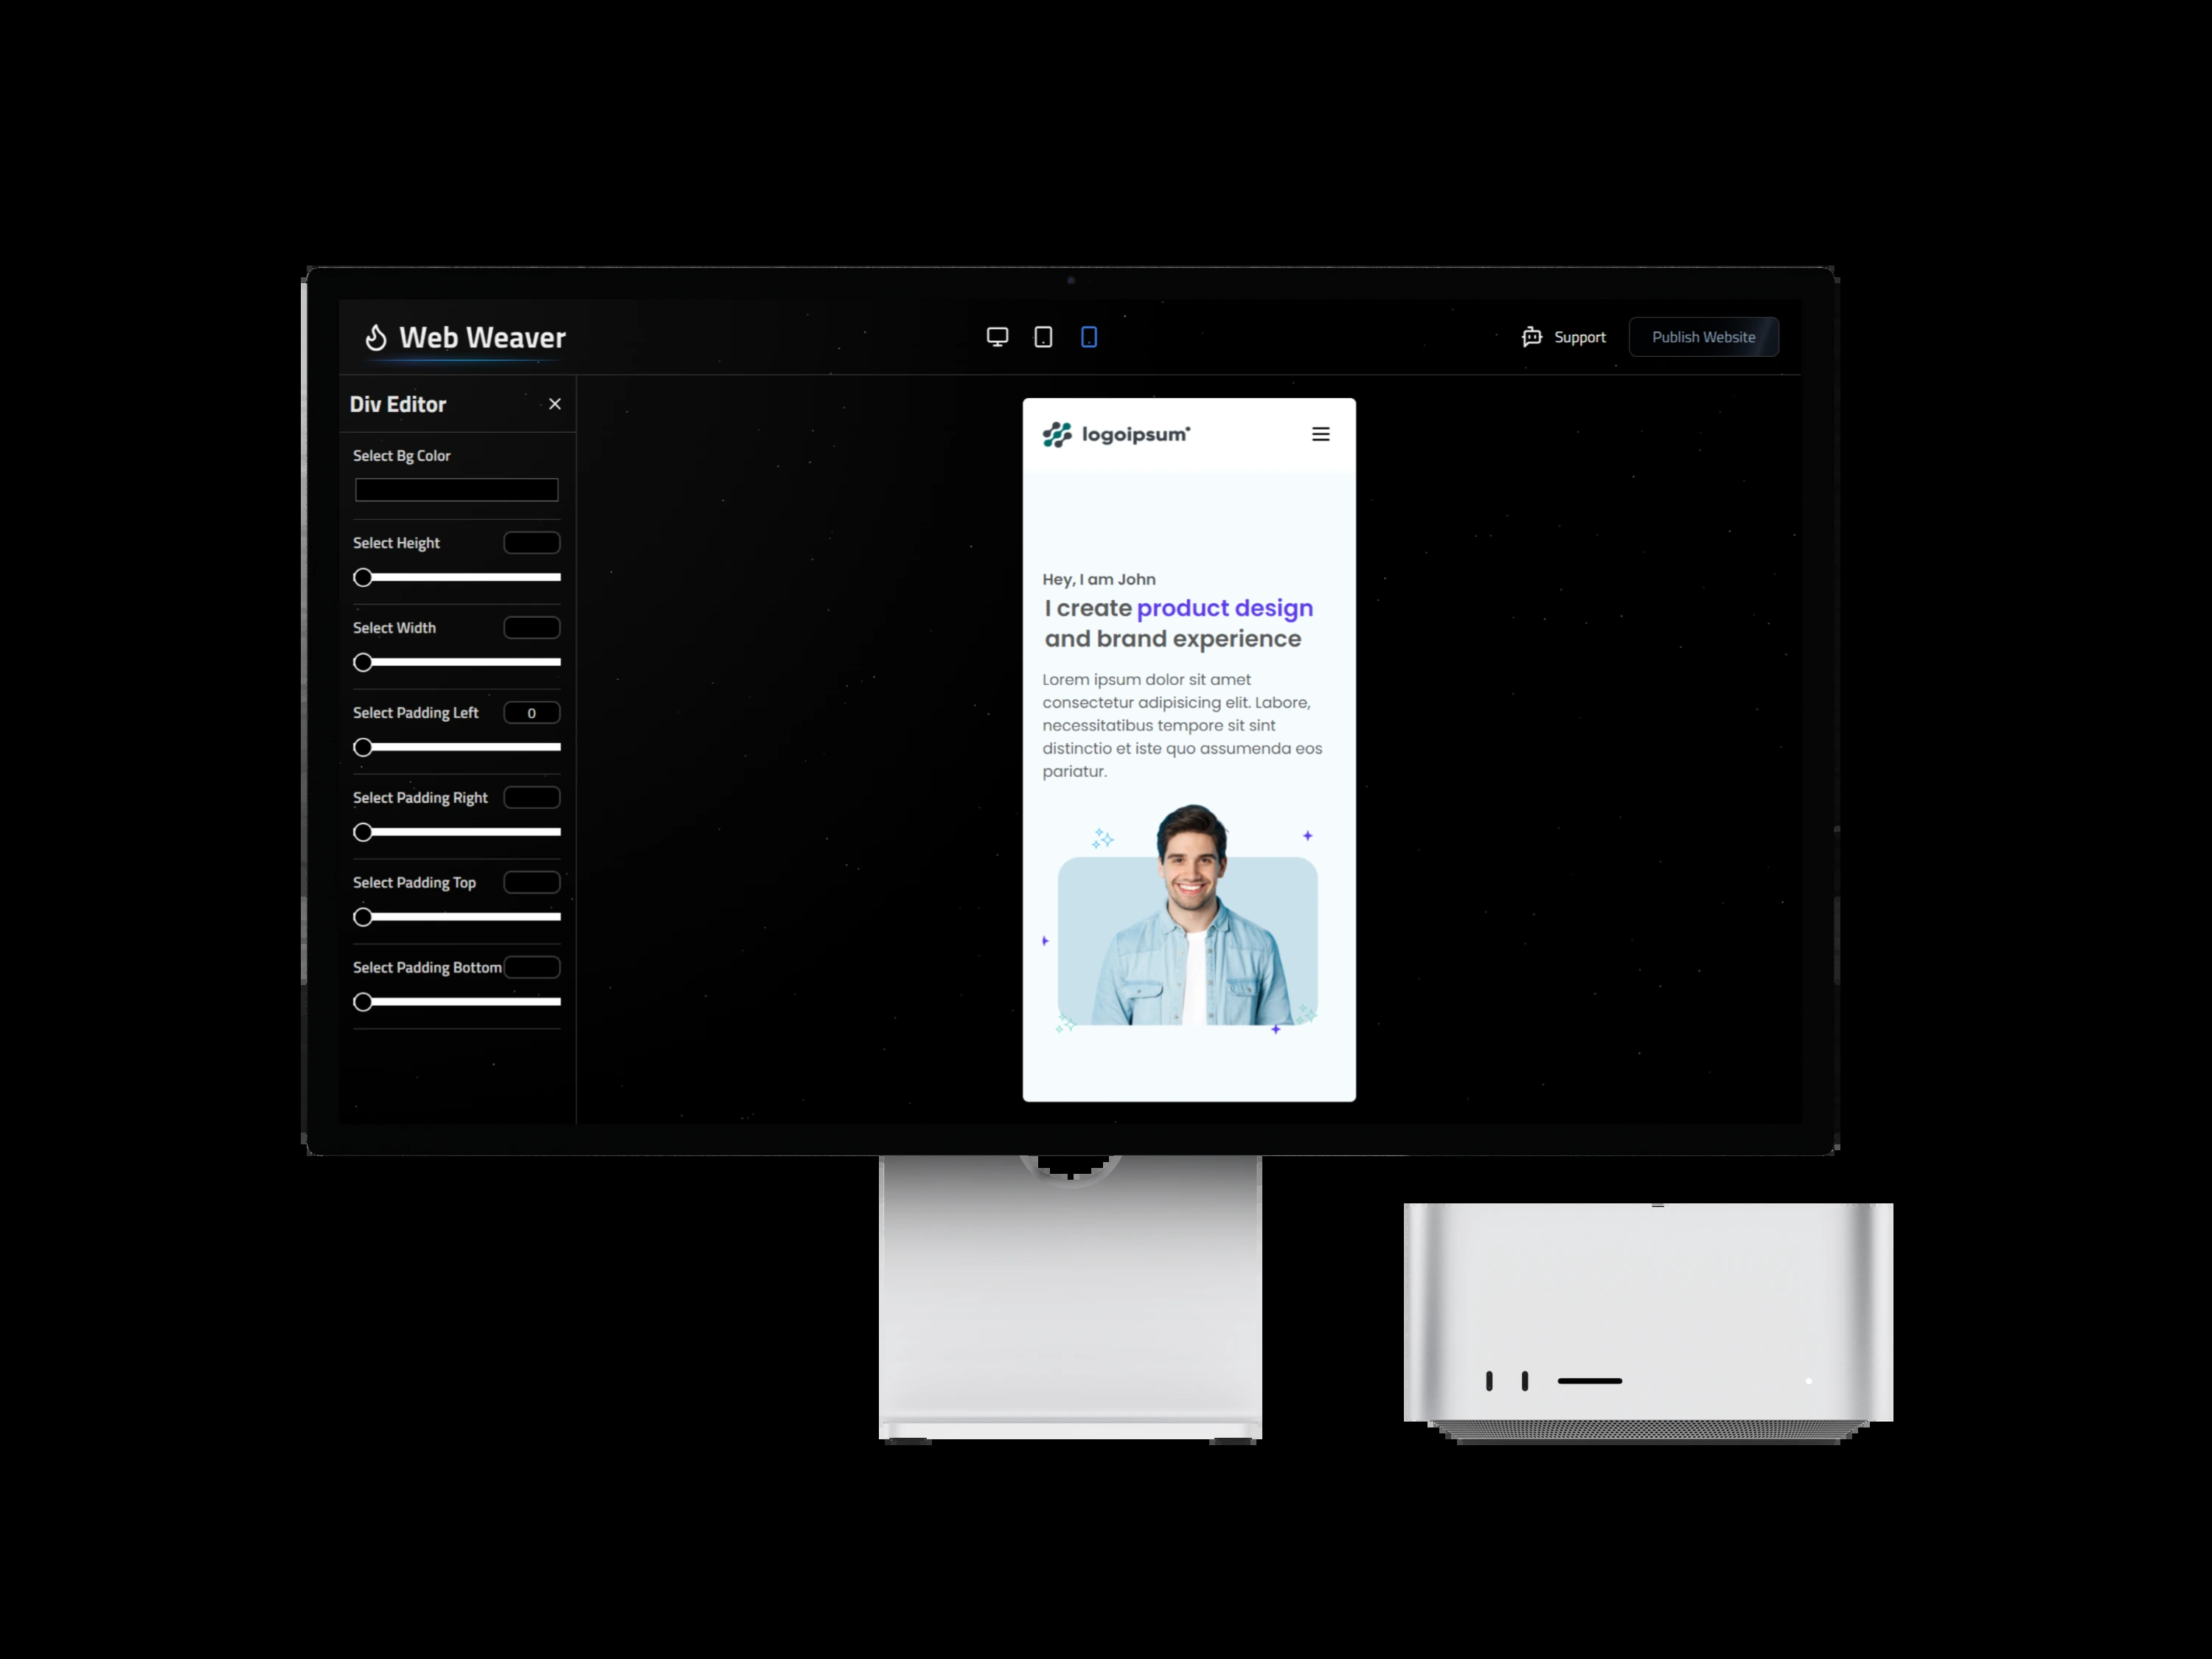 Web Weaver
Support
Publish Website
Div Editor
Select Bg Color
Select Height
Select Width
Select Padding Left 0
Select Padding Right
Select Padding Top
Select Padding Bottom
logoipsum
Hey, I am John
I create product design
and brand experience
Lorem ipsum dolor sit amet
consectetur adipisicing elit. Labore,
necessitatibus tempore sit sint
distinctio et iste quo assumenda eos
pariatur.